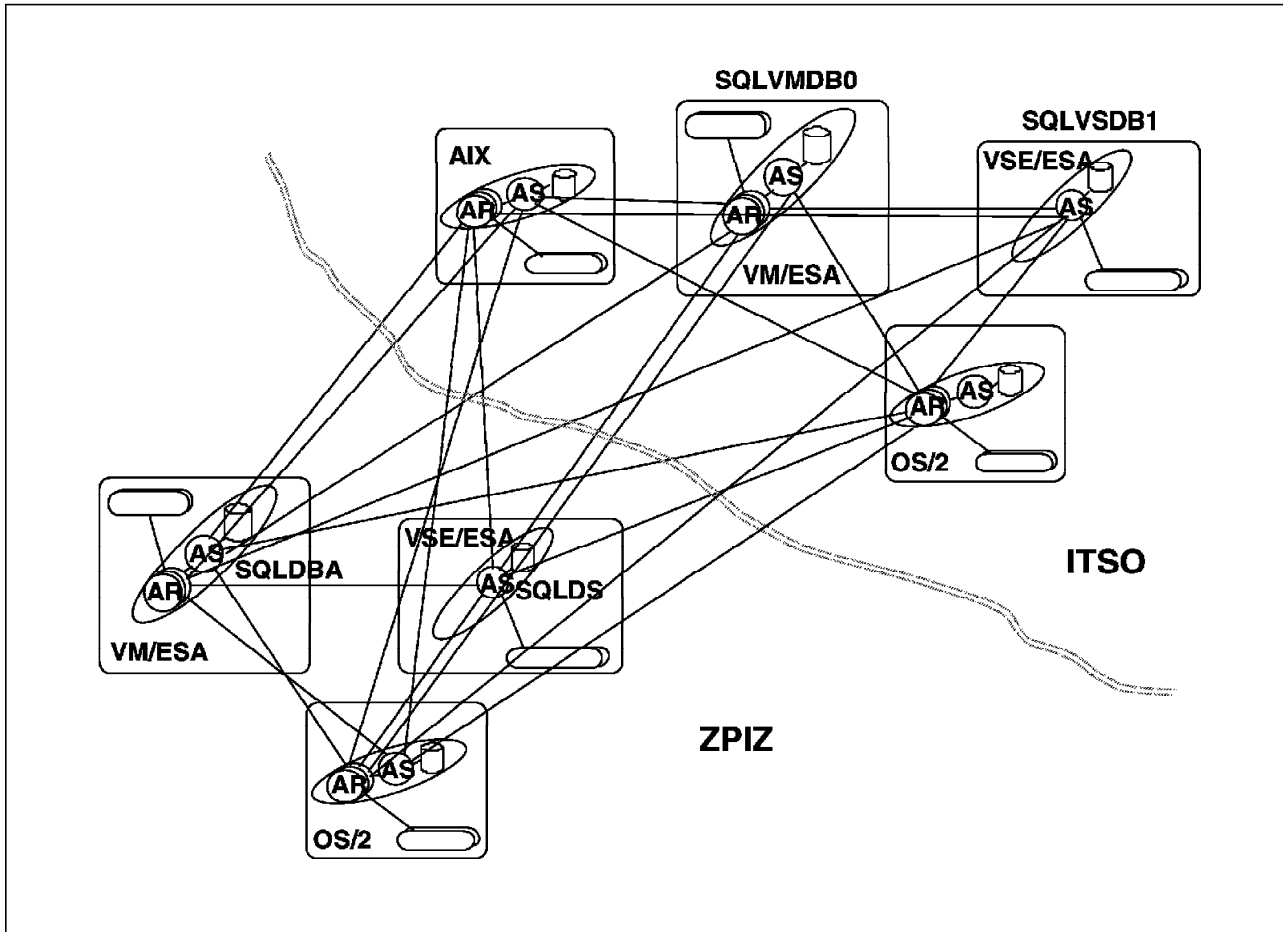 SQLVMDB0
SQLVSDB1
AIX
AS
AR
AS
AR
VM/ESA
VSE/ESA
AS
AS
AR
OS/2
AS
AR
SQLDBA
VM/ESA
VSE/ESA
AS
SQLDS
ITSO
ZPIZ
AS
AR
OS/2